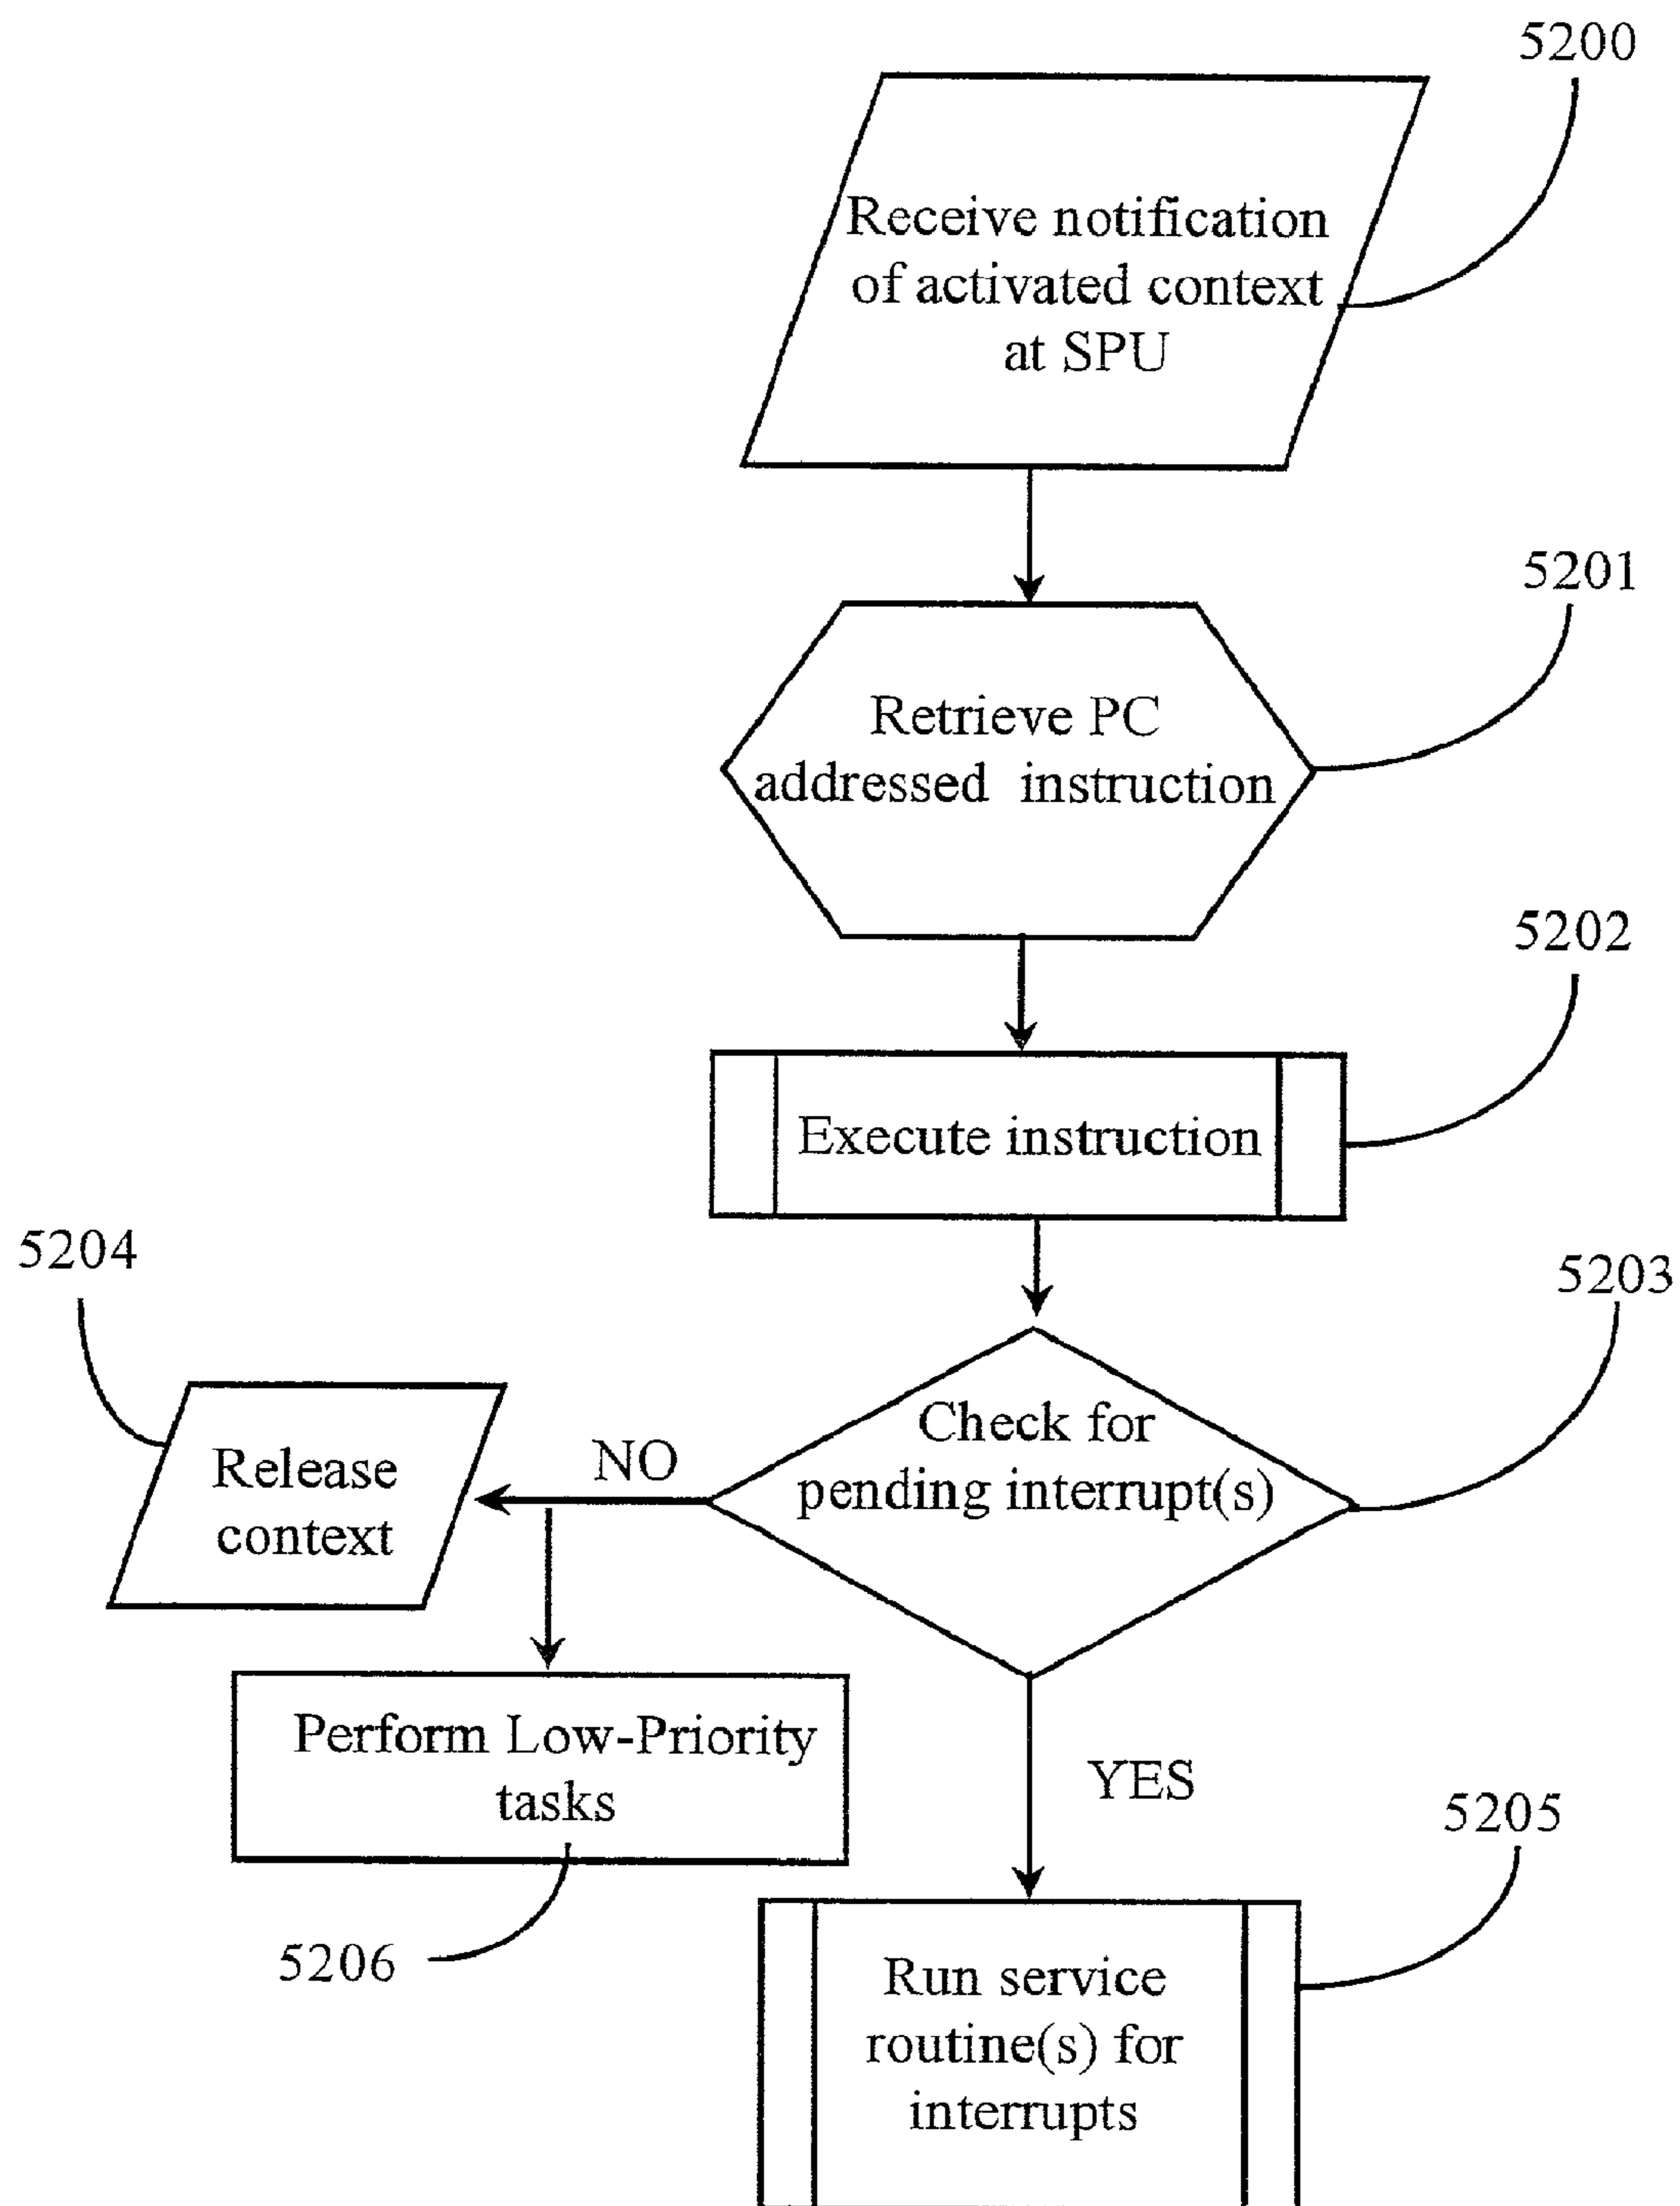 5200
Receive notification
of activated context
at SPU
5201
Retrieve PC
addressed instruction
5202
Execute instruction
5204
5203
Check for
pending interrupt(s)
NO
Release
context
Perform Low-Priority
tasks
YES
5205
5206
Run service
routine(s) for
interrupts